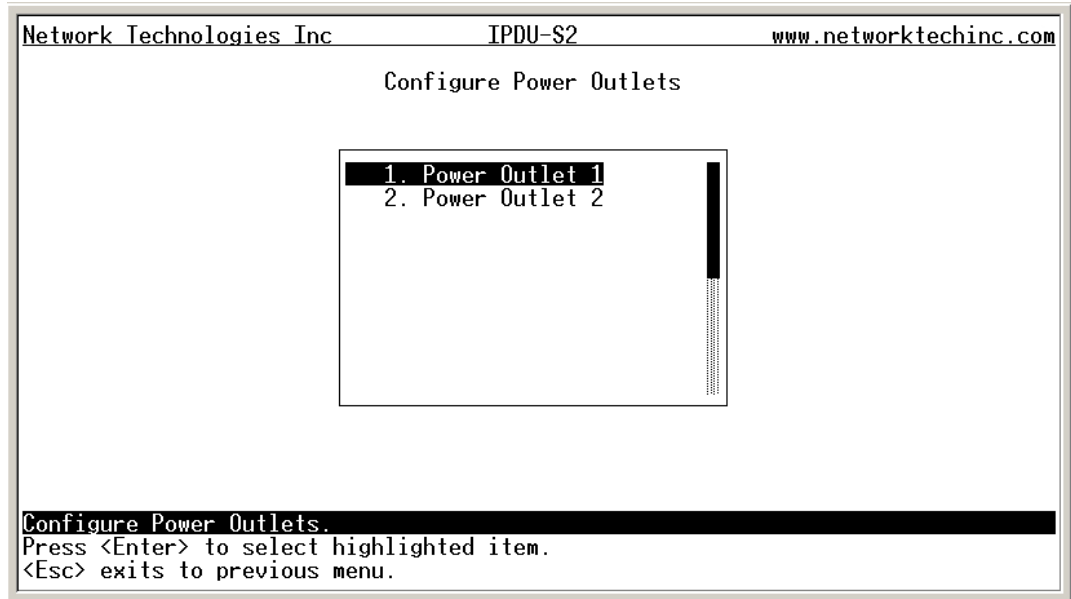 Network Technologies Inc IPDU-S2 www.networktechinc.com
Configure Power Outlets
1. Power Outlet 1
2. Power Outlet 2
Configure Power Outlets.
Press <Enter> to select highlighted item.
<Esc> exits to previous menu.